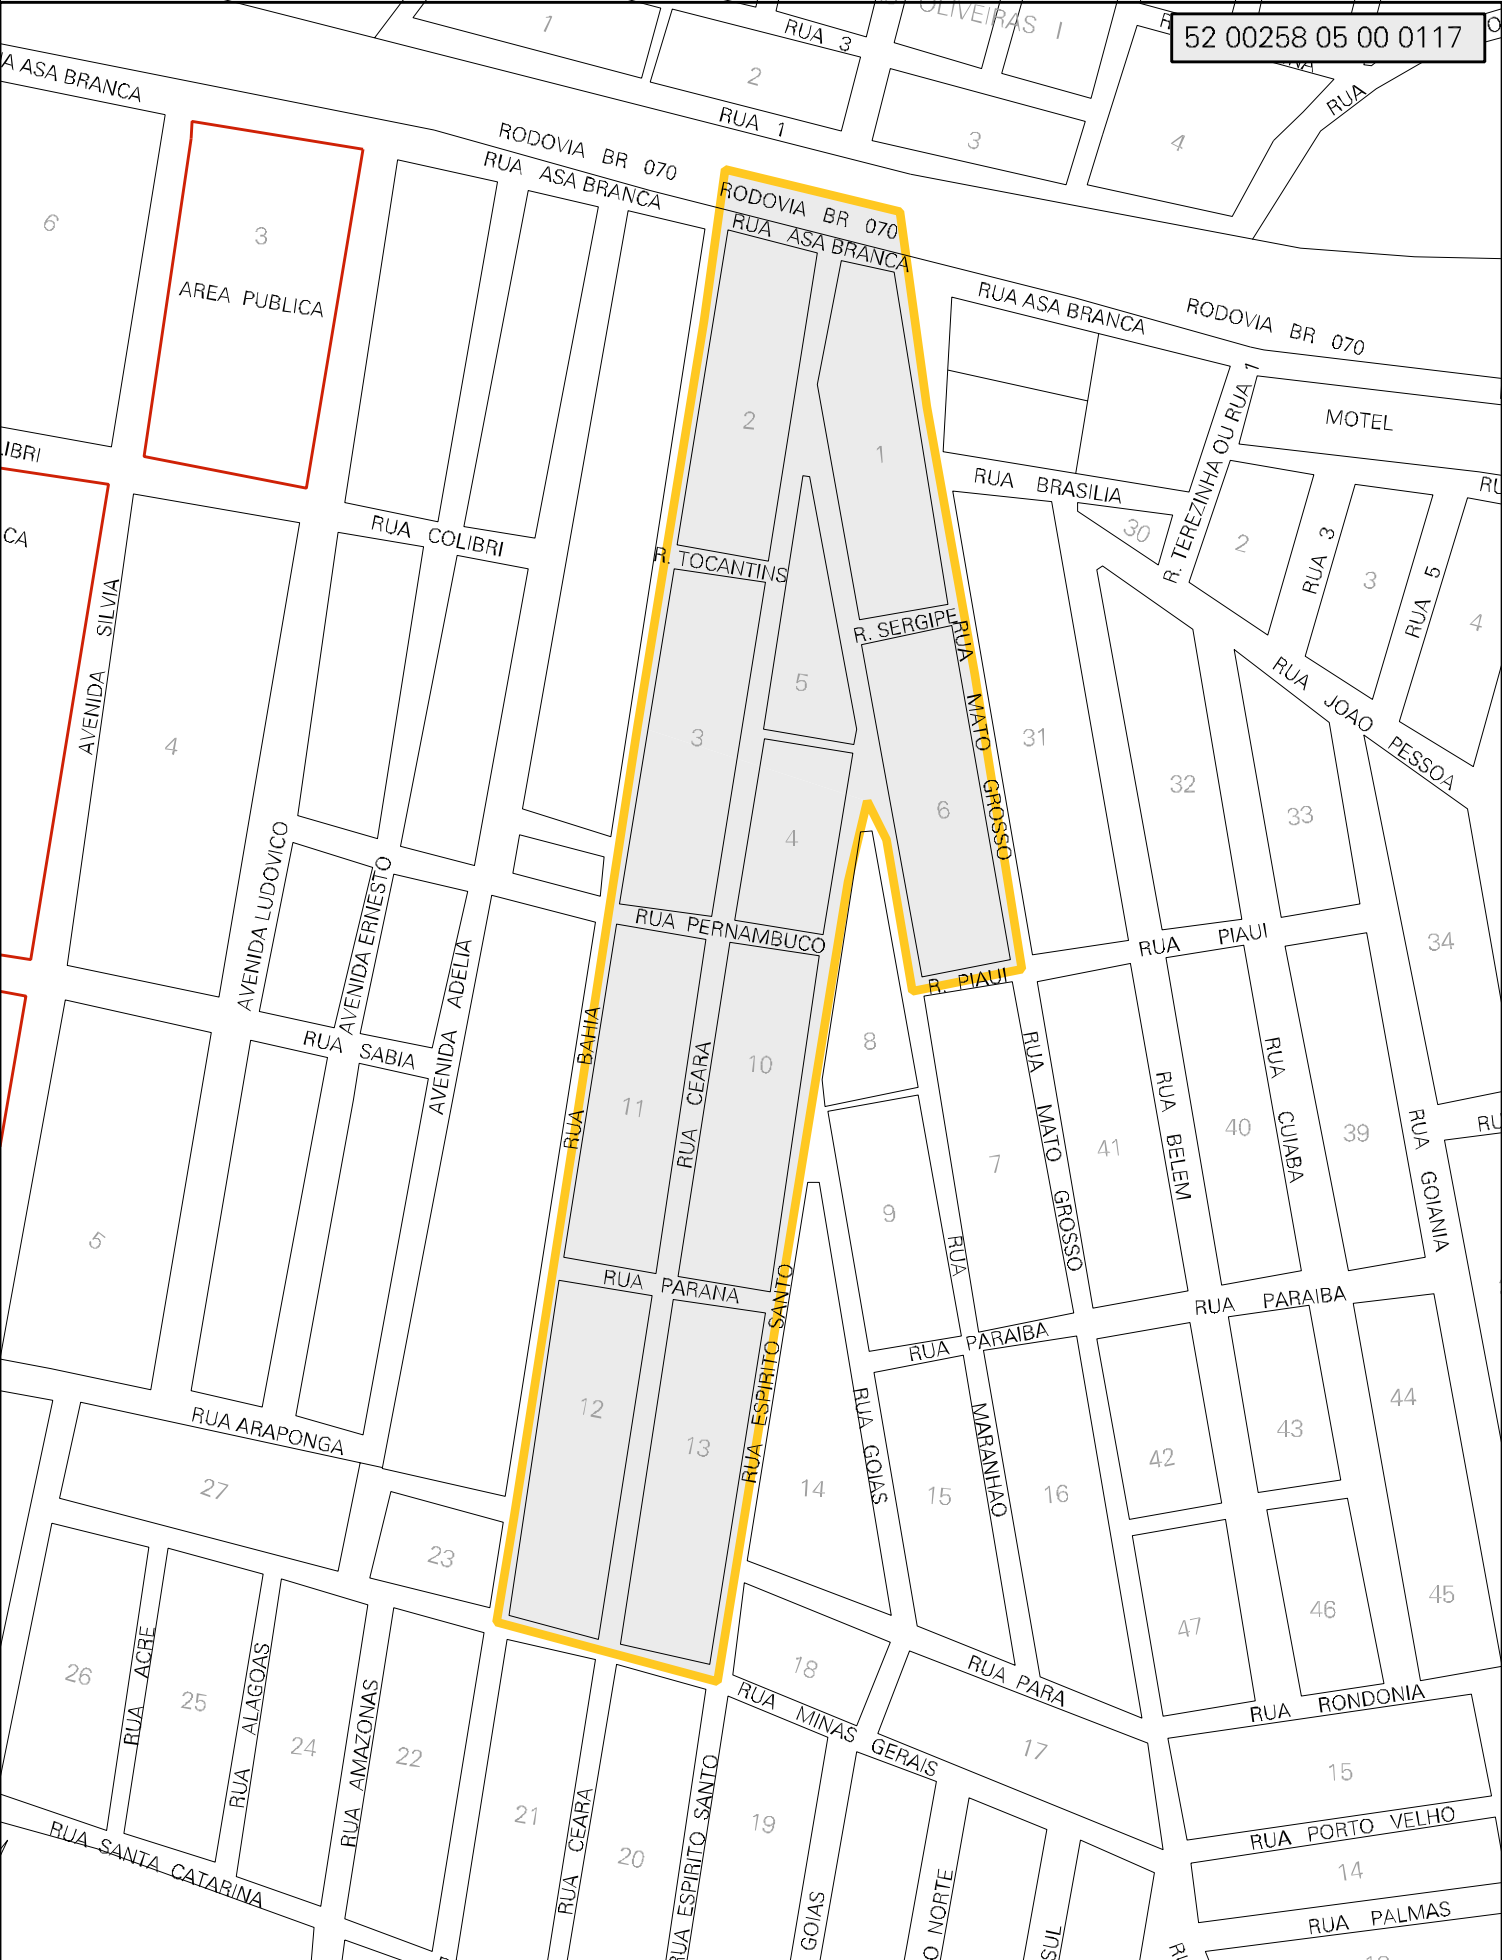 OLIVEIRAS I
52 00258 05 00 0117
1
RUA 3
2
RUA 1
3
4
RUA
RUA ASA BRANCA
RODOVIA BR 070
RUA ASA BRANCA
RODOVIA BR 070
RUA ASA BRANCA
RUA ASA BRANCA
RODOVIA BR 070
6
3
AREA PUBLICA
2
1
MOTEL
R. TEREZINHA OU RUA 1
RUA BRASILIA
30
2
RUA 3
3
RUA 5
4
RUA COLIBRI
R. TOCANTINS
R. SERGIPE
RUA MATO GROSSO
AVENIDA SILVIA
4
3
5
4
6
31
32
33
34
RUA JOAO PESSOA
AVENIDA LUDOVICO
AVENIDA ERNESTO
AVENIDA ADELIA
RUA PERNAMBUCO
R. PIAUI
RUA PIAUI
RUA SABIA
RUA BAHIA
11
RUA CEARA
10
8
9
7
RUA MATO GROSSO
41
RUA BELEM
40
RUA CUIABA
39
RUA GOIANIA
5
RUA PARANA
RUA ESPIRITO SANTO
RUA PARAIBA
RUA PARAIBA
RUA ARAPONGA
27
23
12
13
14
RUA GOIAS
15
RUA MARANHAO
16
42
43
44
45
46
47
26
RUA ACRE
25
RUA ALAGOAS
24
RUA AMAZONAS
22
21
RUA CEARA
20
RUA ESPIRITO SANTO
19
GOIAS
18
RUA MINAS GERAIS
RUA PARA
17
RUA RONDONIA
15
RUA PORTO VELHO
14
RUA PALMAS
RUA SANTA CATARINA
O NORTE
SUL